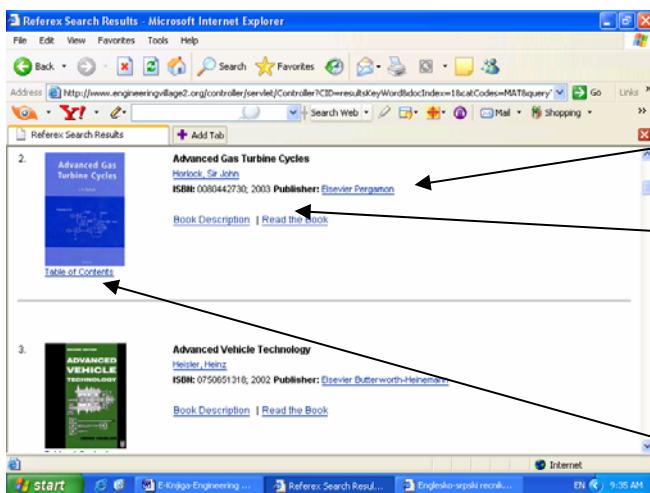 Referex Search Results - Microsoft Internet Explorer
File Edit View Favorites Tools Help
Back Search Favorites
Address http://www.engineeringvillage2.org/controller/servlet/Controller?CID=resultsKeyWord&docIndex=1&catCodes=MAT&query Go Links
Y! Search Web Mail Shopping
Referex Search Results Add Tab
2. Advanced Gas Turbine Cycles
Advanced Gas
Turbine Cycles
Horlock, Sir John
ISBN: 0080442730; 2003 Publisher: Elsevier Pergamon
Book Description | Read the Book
Table of Contents
3. Advanced Vehicle Technology
ADVANCED
VEHICLE
TECHNOLOGY
Heisler, Heinz
ISBN: 0750651318; 2002 Publisher: Elsevier Butterworth-Heinemann
Book Description | Read the Book
Internet
start E-Knjiga-Engineering ... Referex Search Resul... Englesko-srpski recnik... EN 9:35 AM